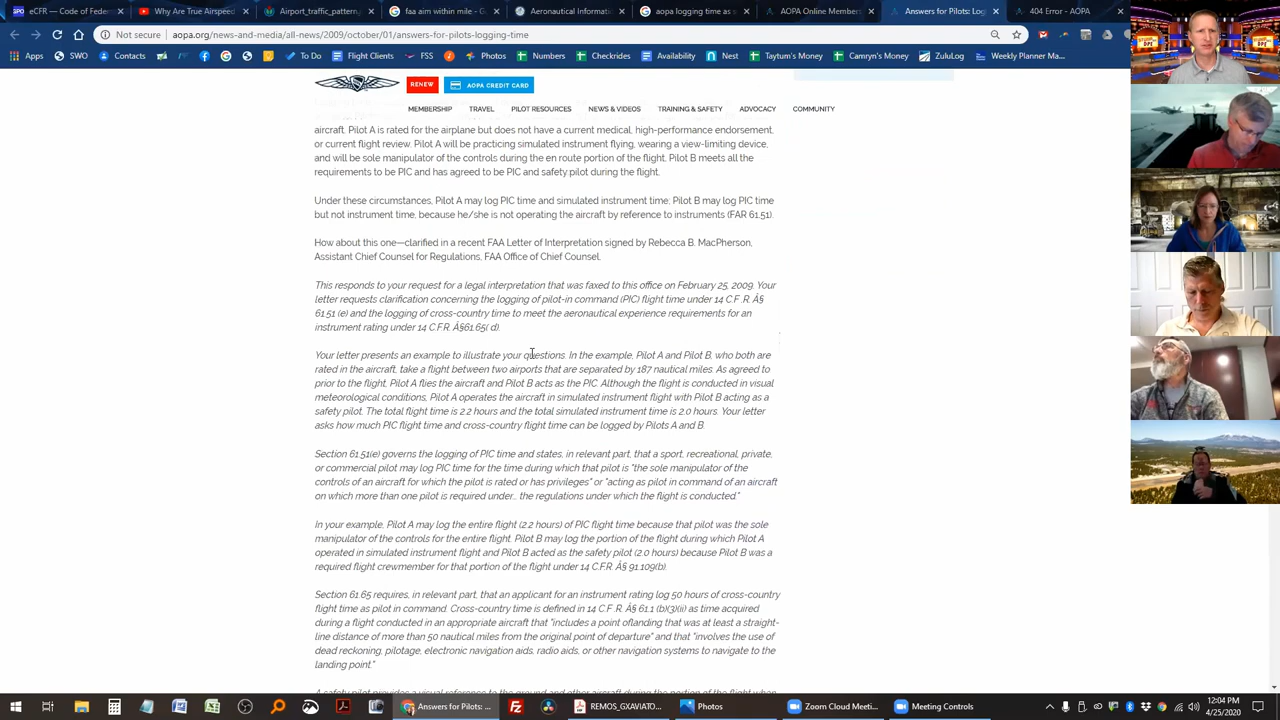 eCFR — Co
Why Are True Airspeed
Airport_traffic_patter
faa aim wind
aopa logging time as s
AOPA Online Members
Answers for Pilots: Log
404 Error - AOPA
Not secure | aopa.org/news-and-media/all-news/2009/october/01/answers-for-pilots-logging-time
Apps
SWO
Contacts
To Do
Flight Clients
FSS
Photos
Numbers
Checkrides
Availability
Nest
Taytum's Money
Camryn's Money
ZuluLog
Weekly Planner Ma...
RENEW
AOPA CREDIT CARD
MEMBERSHIP
TRAVEL
PILOT RESOURCES
NEWS & VIDEOS
TRAINING & SAFETY
ADVOCACY
COMMUNITY
aircraft. Pilot A is rated for the airplane but does not have a current medical, high-performance endorsement,
or current flight review. Pilot A will be practicing simulated instrument flying, wearing a view-limiting device,
and will be sole manipulator of the controls during the en route portion of the flight. Pilot B meets all the
requirements to be PIC and has agreed to be PIC and safety pilot during the flight.
Under these circumstances, Pilot A may log PIC time and simulated instrument time; Pilot B may log PIC time
but not instrument time, because he/she is not operating the aircraft by reference to instruments (FAR 61.51).
How about this one—clarified in a recent FAA Letter of Interpretation signed by Rebecca B. MacPherson,
Assistant Chief Counsel for Regulations, FAA Office of Chief Counsel.
This responds to your request for a legal interpretation that was faxed to this office on February 25, 2009. Your
letter requests clarification concerning the logging of pilot-in command (PIC) flight time under 14 C.F .R. Â§
61.51 (e) and the logging of cross-country time to meet the aeronautical experience requirements for an
instrument rating under 14 C.F.R. Â§61.65( d).
Your letter presents an example to illustrate your questions. In the example, Pilot A and Pilot B, who both are
rated in the aircraft, take a flight between two airports that are separated by 187 nautical miles. As agreed to
prior to the flight, Pilot A flies the aircraft and Pilot B acts as the PIC. Although the flight is conducted in visual
meteorological conditions, Pilot A operates the aircraft in simulated instrument flight with Pilot B acting as a
safety pilot. The total flight time is 2.2 hours and the total simulated instrument time is 2.0 hours. Your letter
asks how much PIC flight time and cross-country flight time can be logged by Pilots A and B.
Section 61.51(e) governs the logging of PIC time and states, in relevant part, that a sport, recreational, private,
or commercial pilot may log PIC time for the time during which that pilot is "the sole manipulator of the
controls of an aircraft for which the pilot is rated or has privileges" or "acting as pilot in command of an aircraft
on which more than one pilot is required under... the regulations under which the flight is conducted."
In your example, Pilot A may log the entire flight (2.2 hours) of PIC flight time because that pilot was the sole
manipulator of the controls for the entire flight. Pilot B may log the portion of the flight during which Pilot A
operated in simulated instrument flight and Pilot B acted as the safety pilot (2.0 hours) because Pilot B was a
required flight crewmember for that portion of the flight under 14 C.F.R. Â§ 91.109(b).
Section 61.65 requires, in relevant part, that an applicant for an instrument rating log 50 hours of cross-country
flight time as pilot in command. Cross-country time is defined in 14 C.F .R. Â§ 61.1 (b)(3)(ii) as time acquired
during a flight conducted in an appropriate aircraft that "includes a point oflanding that was at least a straight-
line distance of more than 50 nautical miles from the original point of departure" and that "involves the use of
dead reckoning, pilotage, electronic navigation aids, radio aids, or other navigation systems to navigate to the
landing point."
A safety pilot provides a visual reference to the ground and other aircraft during the portion of the flight when
Answers for Pilots: ...
REMOS_GXAVIATO...
Photos
Zoom Cloud Meeti...
Meeting Controls
12:04 PM
4/25/2020